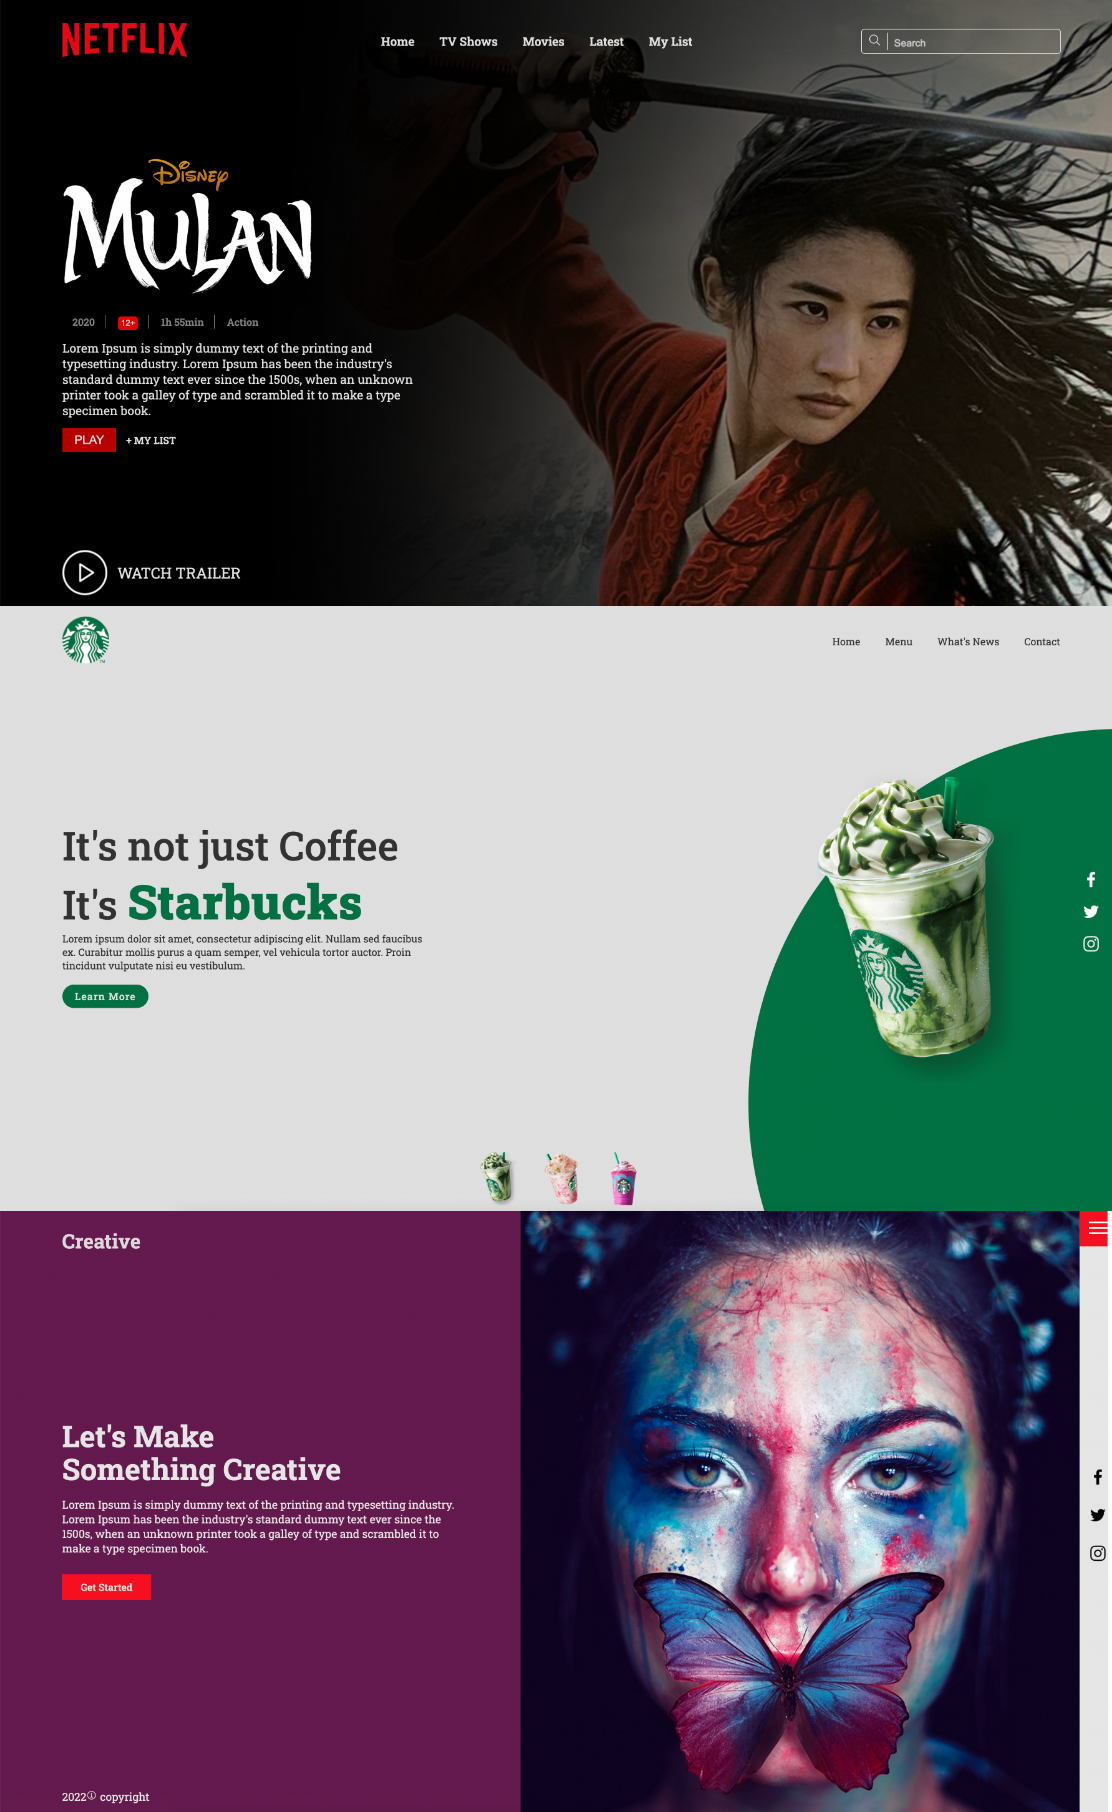 NETFLIX
Home TV Shows Movies Latest My List
Search
Disney
MULAN
2020 12+ 1h 55min Action
Lorem Ipsum is simply dummy text of the printing and
typesetting industry. Lorem Ipsum has been the industry's
standard dummy text ever since the 1500s, when an unknown
printer took a galley of type and scrambled it to make a type
specimen book.
PLAY + MY LIST
WATCH TRAILER
Home Menu What's News Contact
It's not just Coffee
It's Starbucks
Lorem ipsum dolor sit amet, consectetur adipiscing elit. Nullam sed faucibus
ex. Curabitur mollis purus a quam semper, vel vehicula tortor auctor. Proin
tincidunt vulputate nisi eu vestibulum.
Learn More
Creative
Let's Make
Something Creative
Lorem Ipsum is simply dummy text of the printing and typesetting industry.
Lorem Ipsum has been the industry's standard dummy text ever since the
1500s, when an unknown printer took a galley of type and scrambled it to
make a type specimen book.
Get Started
2022 copyright